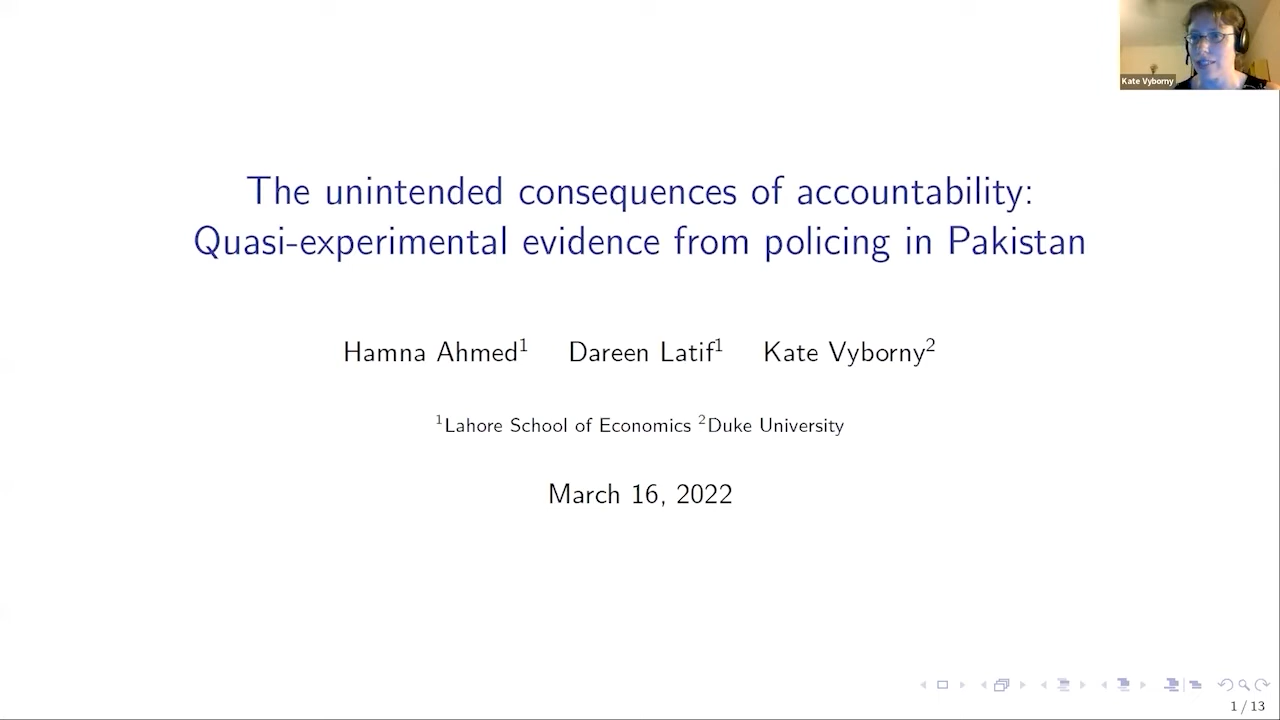 Kate Vyborny
The unintended consequences of accountability:
Quasi-experimental evidence from policing in Pakistan
Hamna Ahmed¹ Dareen Latif¹ Kate Vyborny²
¹Lahore School of Economics ²Duke University
March 16, 2022
1 / 13